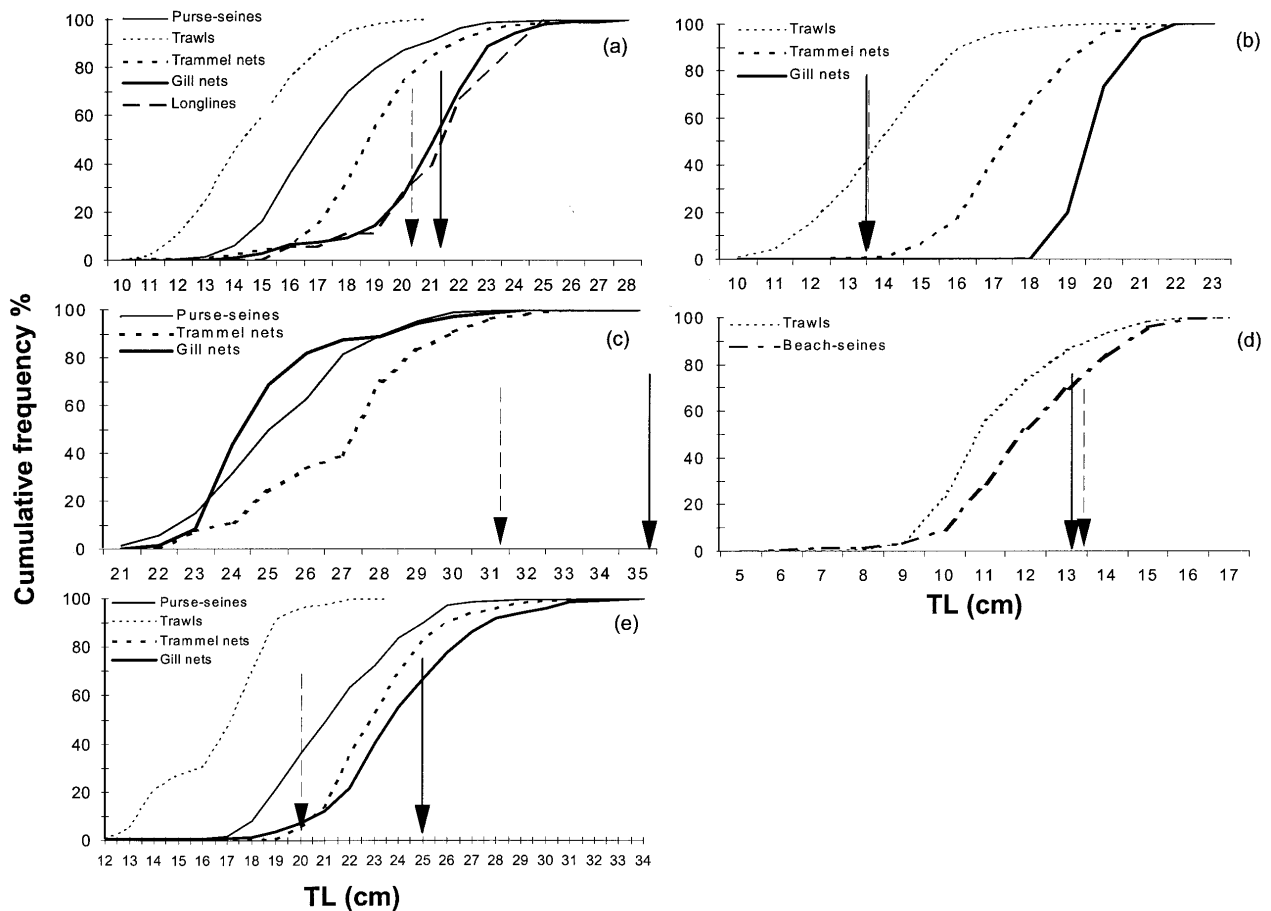 Cumulative frequency %
(a)
Purse-seines
Trawls
Trammel nets
Gill nets
Longlines
100
80
60
40
20
0
10 11 12 13 14 15 16 17 18 19 20 21 22 23 24 25 26 27 28
(b)
Trawls
Trammel nets
Gill nets
100
80
60
40
20
0
10 11 12 13 14 15 16 17 18 19 20 21 22 23
(c)
Purse-seines
Trammel nets
Gill nets
100
80
60
40
20
0
21 22 23 24 25 26 27 28 29 30 31 32 33 34 35
(d)
Trawls
Beach-seines
100
80
60
40
20
0
5 6 7 8 9 10 11 12 13 14 15 16 17
TL (cm)
(e)
Purse-seines
Trawls
Trammel nets
Gill nets
100
80
60
40
20
0
12 13 14 15 16 17 18 19 20 21 22 23 24 25 26 27 28 29 30 31 32 33 34
TL (cm)